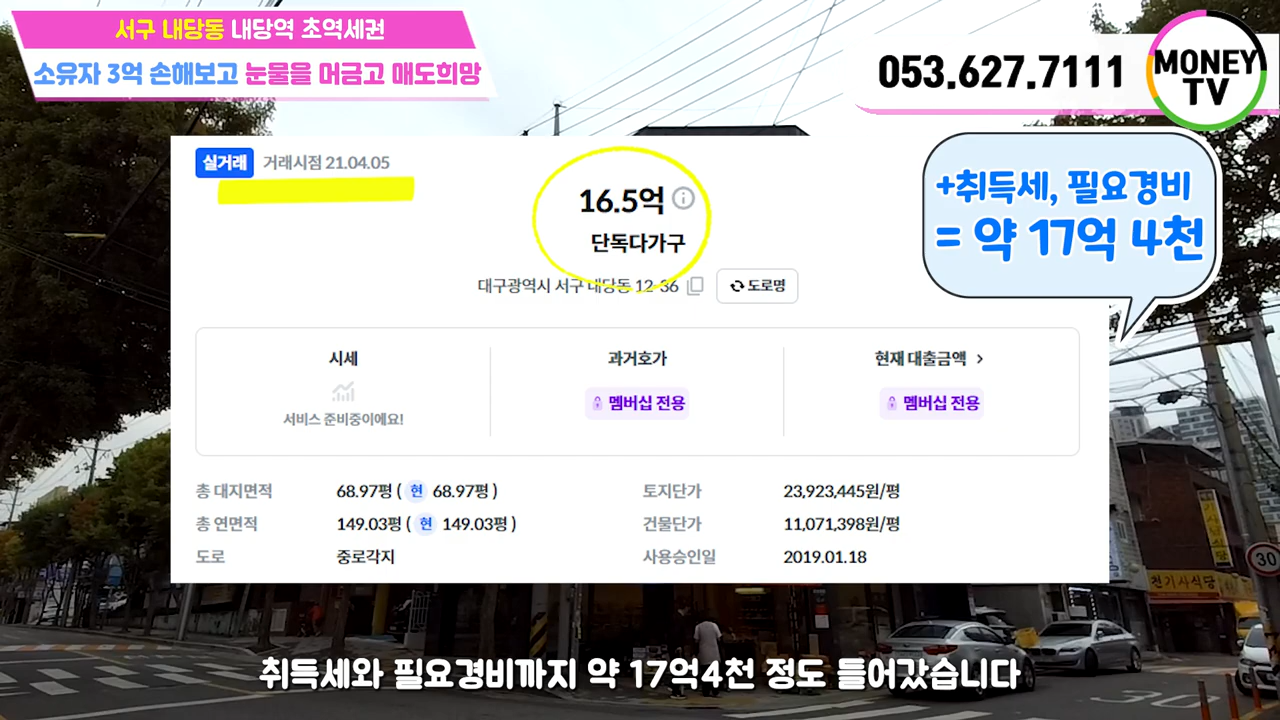 서구 내당동 내당역 초역세권
소유자 3억 손해보고 눈물을 머금고 매도희망
053.627.7111
MONEY
TV
실거래 거래시점 21.04.05
16.5억
단독다가구
대구광역시 서구 내당동 12-36
도로명
+취득세, 필요경비
= 약 17억 4천
시세
서비스 준비중이에요!
과거호가
멤버십 전용
현재 대출금액 >
멤버십 전용
총 대지면적 68.97평 ( 현 68.97평 )
토지단가 23,923,445원/평
총 연면적 149.03평 ( 현 149.03평 )
건물단가 11,071,398원/평
도로 중로각지
사용승인일 2019.01.18
30
취득세와 필요경비까지 약 17억4천 정도 들어갔습니다
30